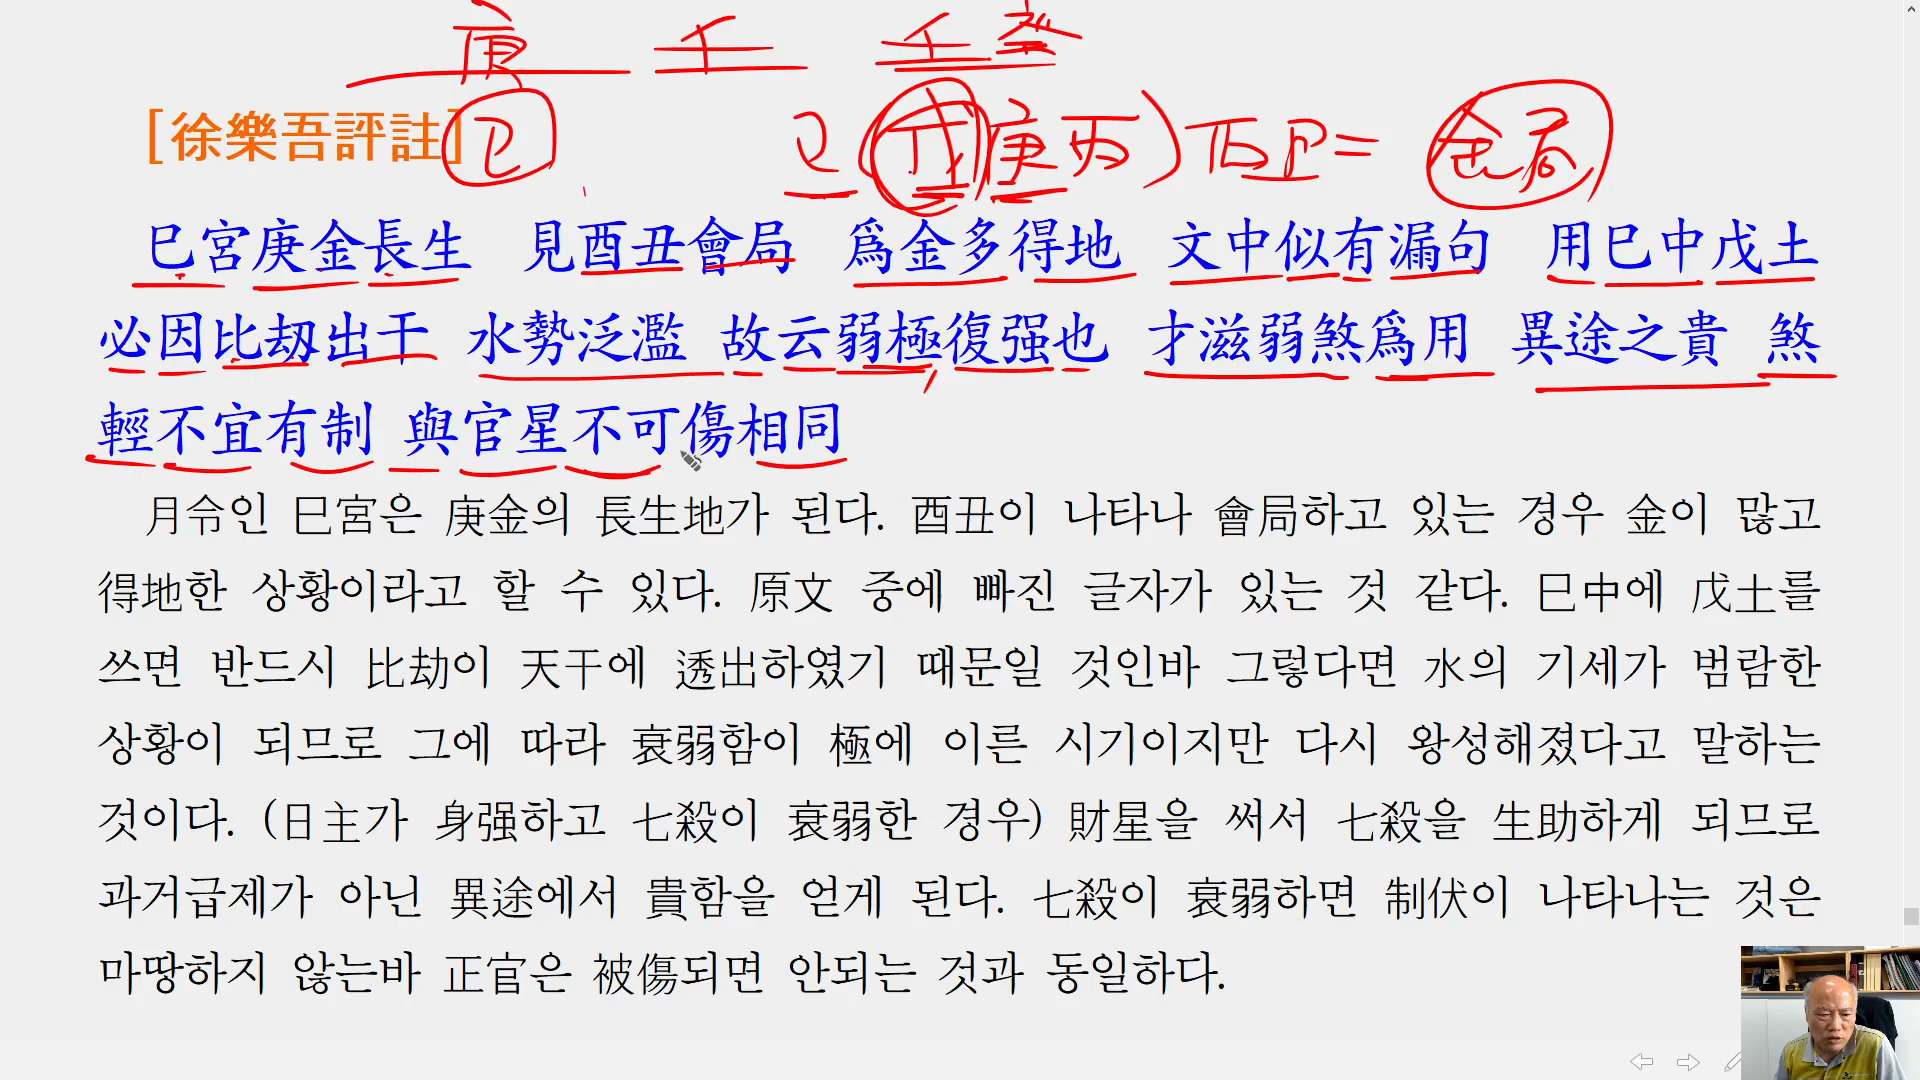 庚 壬 壬 癸
[徐樂吾評註] 巳 巳(戊庚丙)酉丑=金局
巳宮庚金長生 見酉丑會局 爲金多得地 文中似有漏句 用巳中戊土
必因比刼出干 水勢泛濫 故云弱極復强也 才滋弱煞爲用 異途之貴 煞
輕不宜有制 與官星不可傷相同
月令인 巳宮은 庚金의 長生地가 된다. 酉丑이 나타나 會局하고 있는 경우 金이 많고
得地한 상황이라고 할 수 있다. 原文 중에 빠진 글자가 있는 것 같다. 巳中에 戊土를
쓰면 반드시 比劫이 天干에 透出하였기 때문일 것인바 그렇다면 水의 기세가 범람한
상황이 되므로 그에 따라 衰弱함이 極에 이른 시기이지만 다시 왕성해졌다고 말하는
것이다. (日主가 身强하고 七殺이 衰弱한 경우) 財星을 써서 七殺을 生助하게 되므로
과거급제가 아닌 異途에서 貴함을 얻게 된다. 七殺이 衰弱하면 制伏이 나타나는 것은
마땅하지 않는바 正官은 被傷되면 안되는 것과 동일하다.